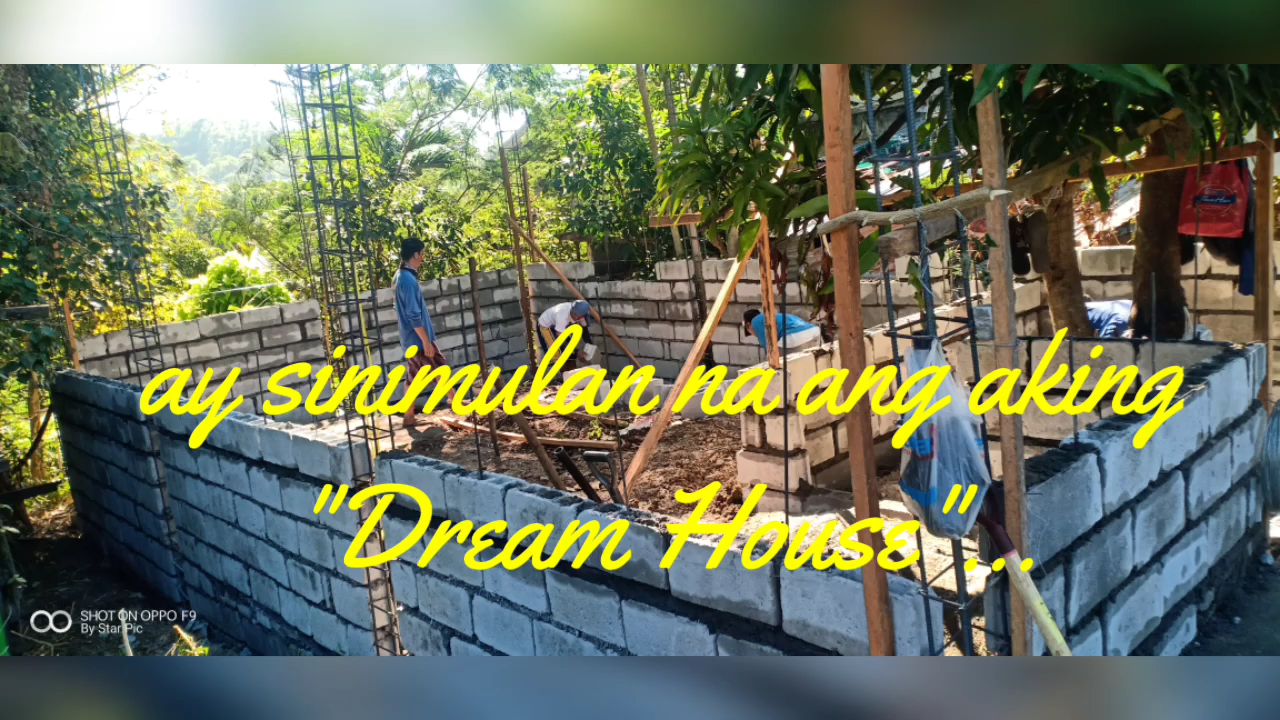 ay sinimulan na ang aking
"Dream House"...
SHOT ON OPPO F9
By Star Pic